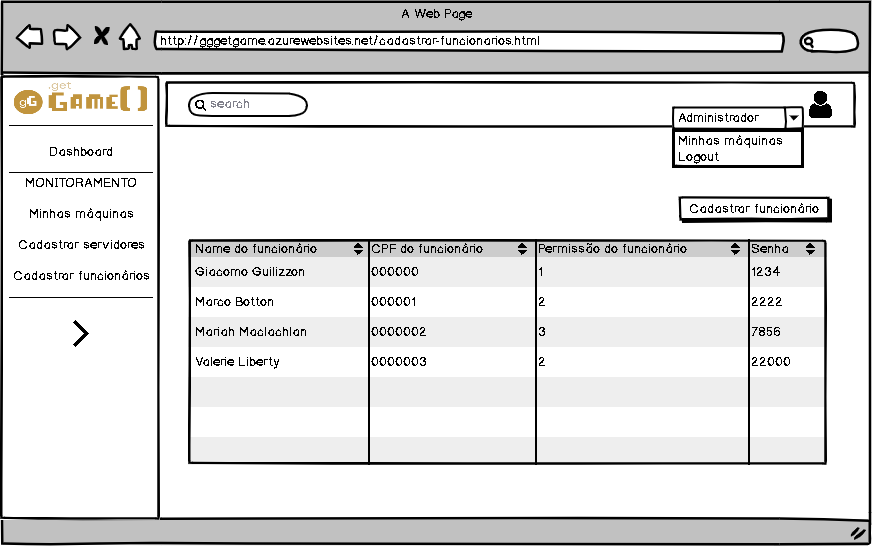 A Web Page
http://gggetgame.azurewebsites.net/cadastrar-funcionarios.html
.get
gG GAME()
search
Administrador
Minhas máquinas
Logout
Dashboard
MONITORAMENTO
Minhas máquinas
Cadastrar servidores
Cadastrar funcionários
Cadastrar funcionário
Nome do funcionário CPF do funcionário Permissão do funcionário Senha
Giacomo Guilizzon 000000 1 1234
Marco Botton 000001 2 2222
Mariah Maclachlan 0000002 3 7856
Valerie Liberty 0000003 2 22000